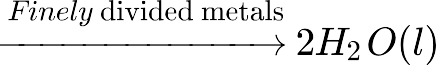 Finely divided metals
⟶ 2H₂O(l)